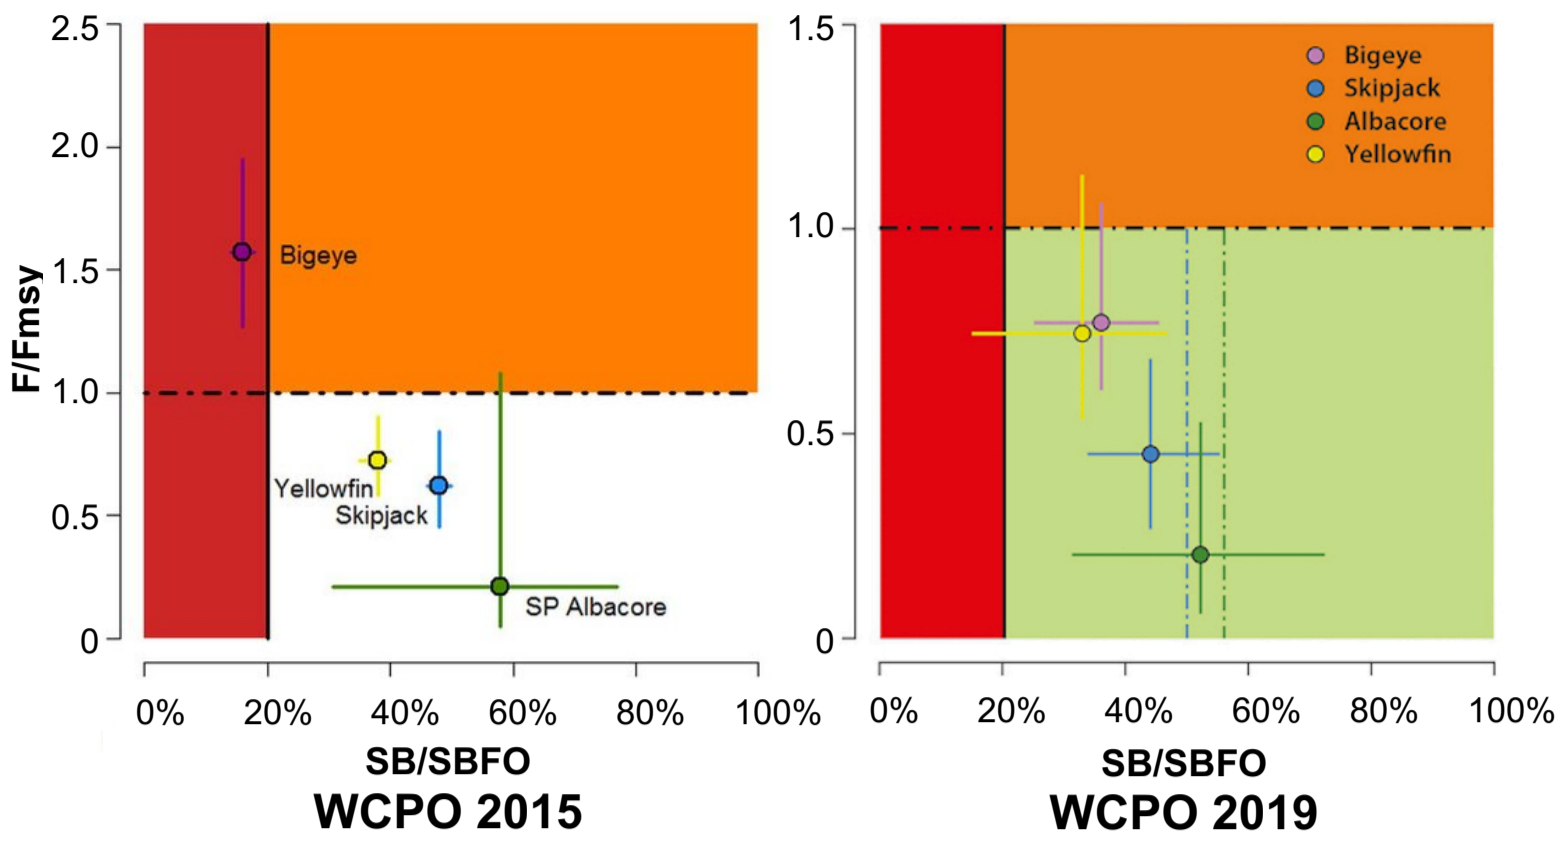 2.5
2.0
1.5
1.0
0.5
0
F/Fmsy
Bigeye
Yellowfin
Skipjack
SP Albacore
0% 20% 40% 60% 80% 100%
SB/SBFO
WCPO 2015
1.5
1.0
0.5
0
Bigeye
Skipjack
Albacore
Yellowfin
0% 20% 40% 60% 80% 100%
SB/SBFO
WCPO 2019